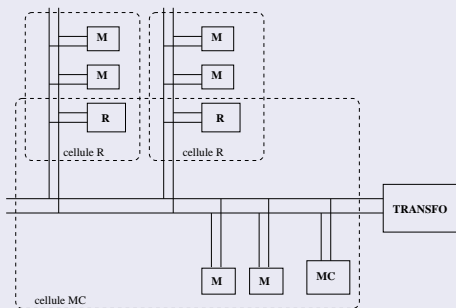 M M
M M
R R
cellule R cellule R
TRANSFO
M M MC
cellule MC